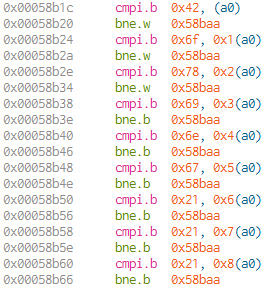 0x00058b1c cmpi.b 0x42, (a0)
0x00058b20 bne.w 0x58baa
0x00058b24 cmpi.b 0x6f, 0x1(a0)
0x00058b2a bne.w 0x58baa
0x00058b2e cmpi.b 0x78, 0x2(a0)
0x00058b34 bne.w 0x58baa
0x00058b38 cmpi.b 0x69, 0x3(a0)
0x00058b3e bne.b 0x58baa
0x00058b40 cmpi.b 0x6e, 0x4(a0)
0x00058b46 bne.b 0x58baa
0x00058b48 cmpi.b 0x67, 0x5(a0)
0x00058b4e bne.b 0x58baa
0x00058b50 cmpi.b 0x21, 0x6(a0)
0x00058b56 bne.b 0x58baa
0x00058b58 cmpi.b 0x21, 0x7(a0)
0x00058b5e bne.b 0x58baa
0x00058b60 cmpi.b 0x21, 0x8(a0)
0x00058b66 bne.b 0x58baa